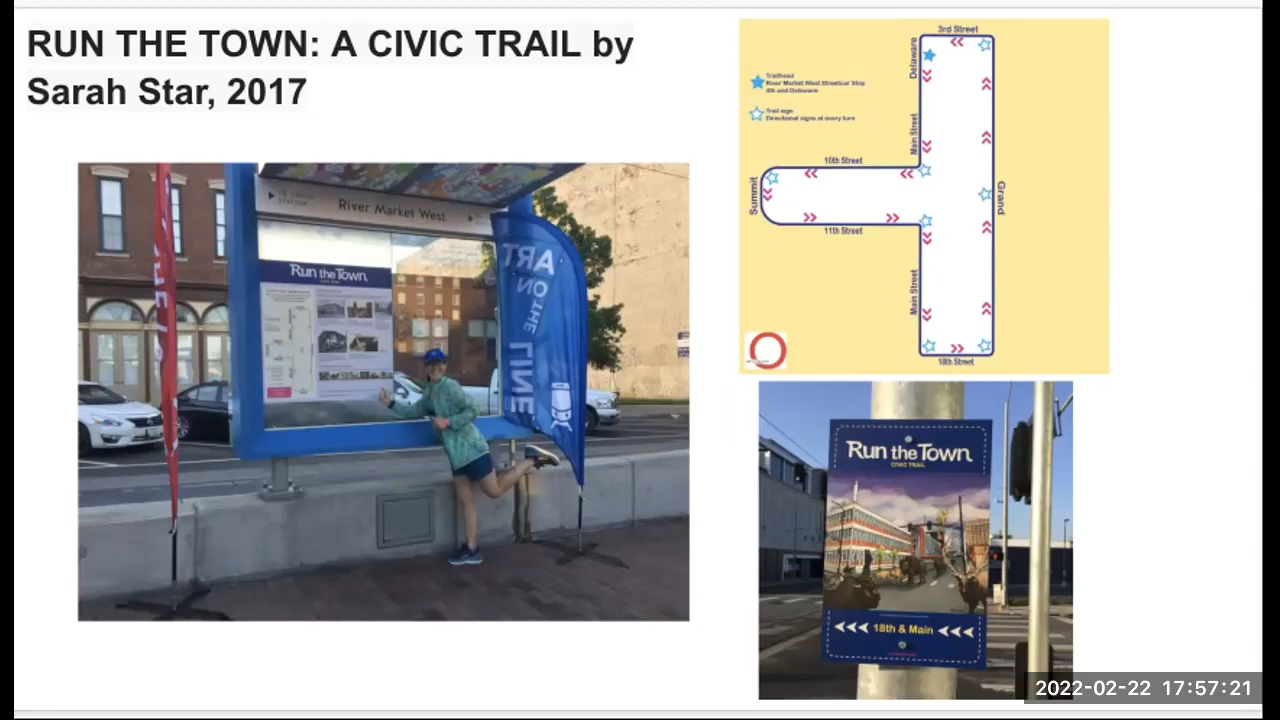 RUN THE TOWN: A CIVIC TRAIL by
Sarah Star, 2017
River Market West
Run the Town
ART
ON
THE
LINE
3rd Street
Delaware
Trailhead
River Market West Streetcar Stop
4th and Delaware
Trail sign
Directional signs at every turn
Main Street
10th Street
Summit
Grand
11th Street
Main Street
18th Street
Run the Town
CIVIC TRAIL
18th & Main
2022-02-22 17:57:21